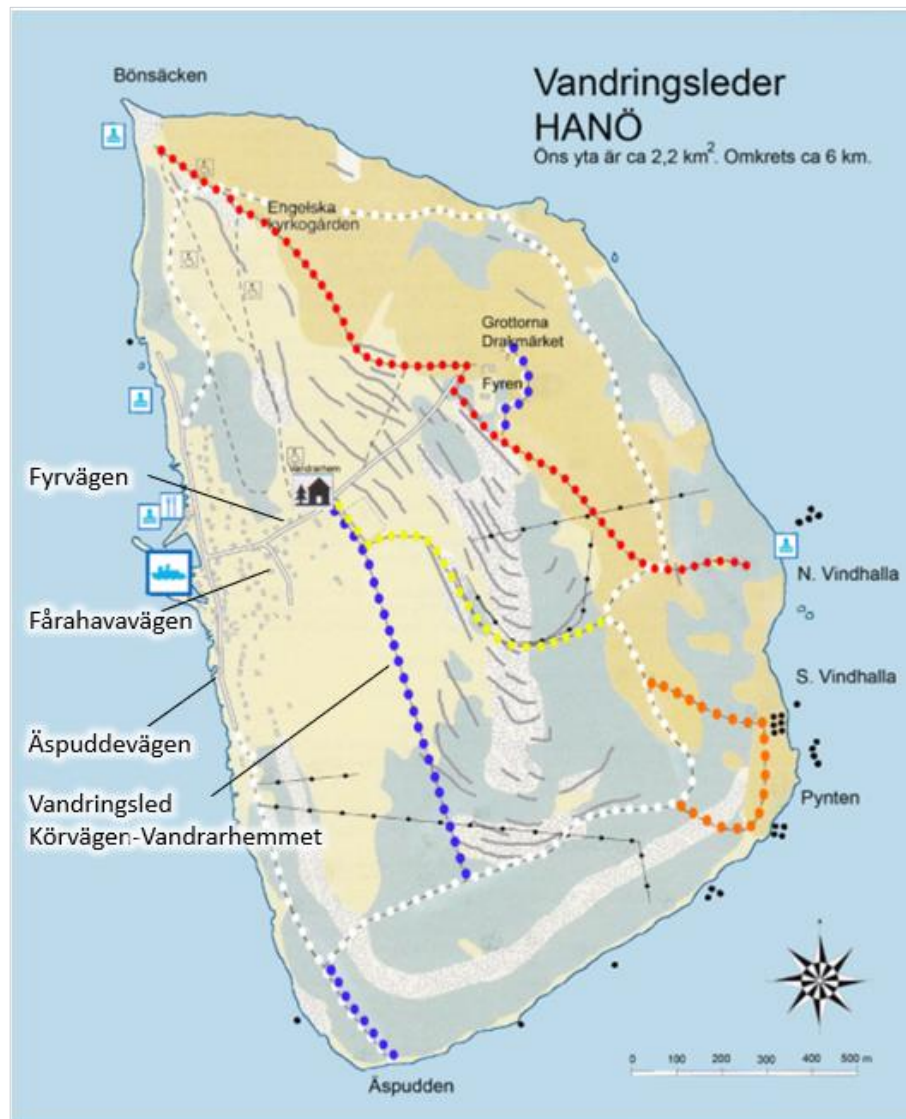 Bönsäcken
Vandringsleder
HANÖ
Öns yta är ca 2,2 km². Omkrets ca 6 km.
Engelska
kyrkogården
Grottorna
Drakmärket
Fyren
Vandrarhem
Fyrvägen
N. Vindhalla
Fårahavavägen
S. Vindhalla
Äspuddevägen
Vandringsled
Körvägen-Vandrarhemmet
Pynten
Äspudden
0 100 200 300 400 500 m